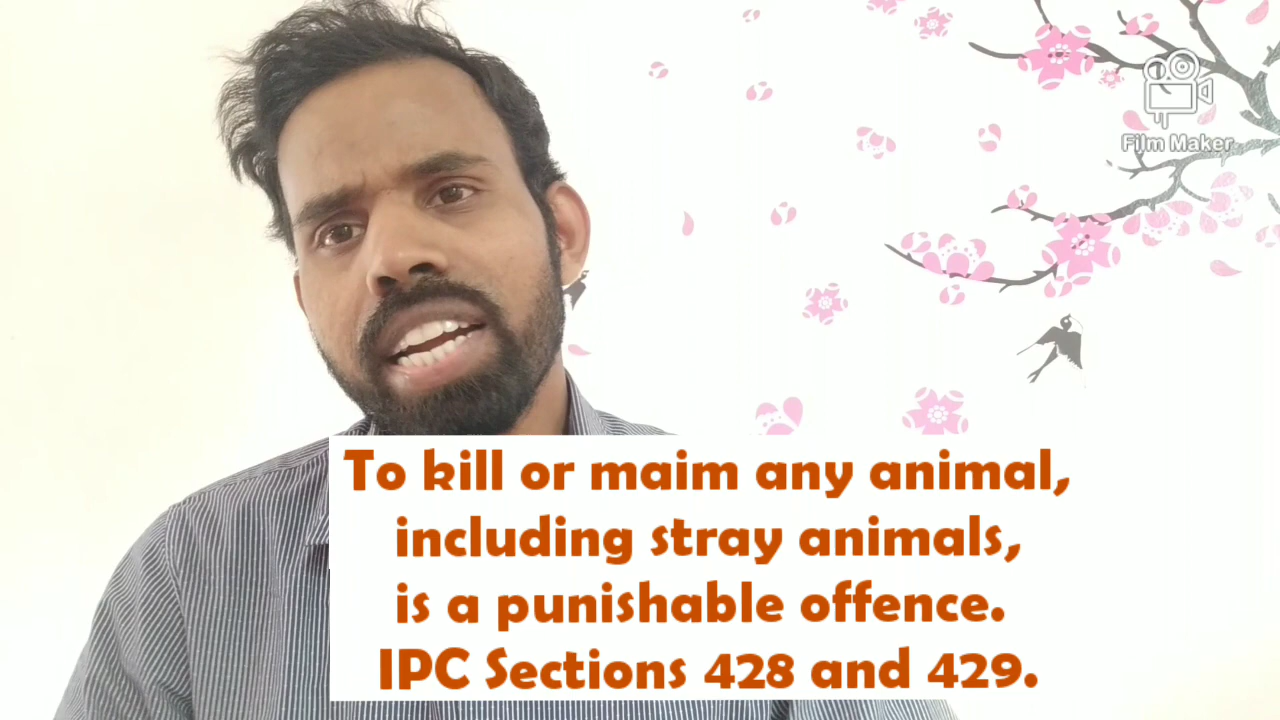 Film Maker
To kill or maim any animal,
including stray animals,
is a punishable offence.
IPC Sections 428 and 429.